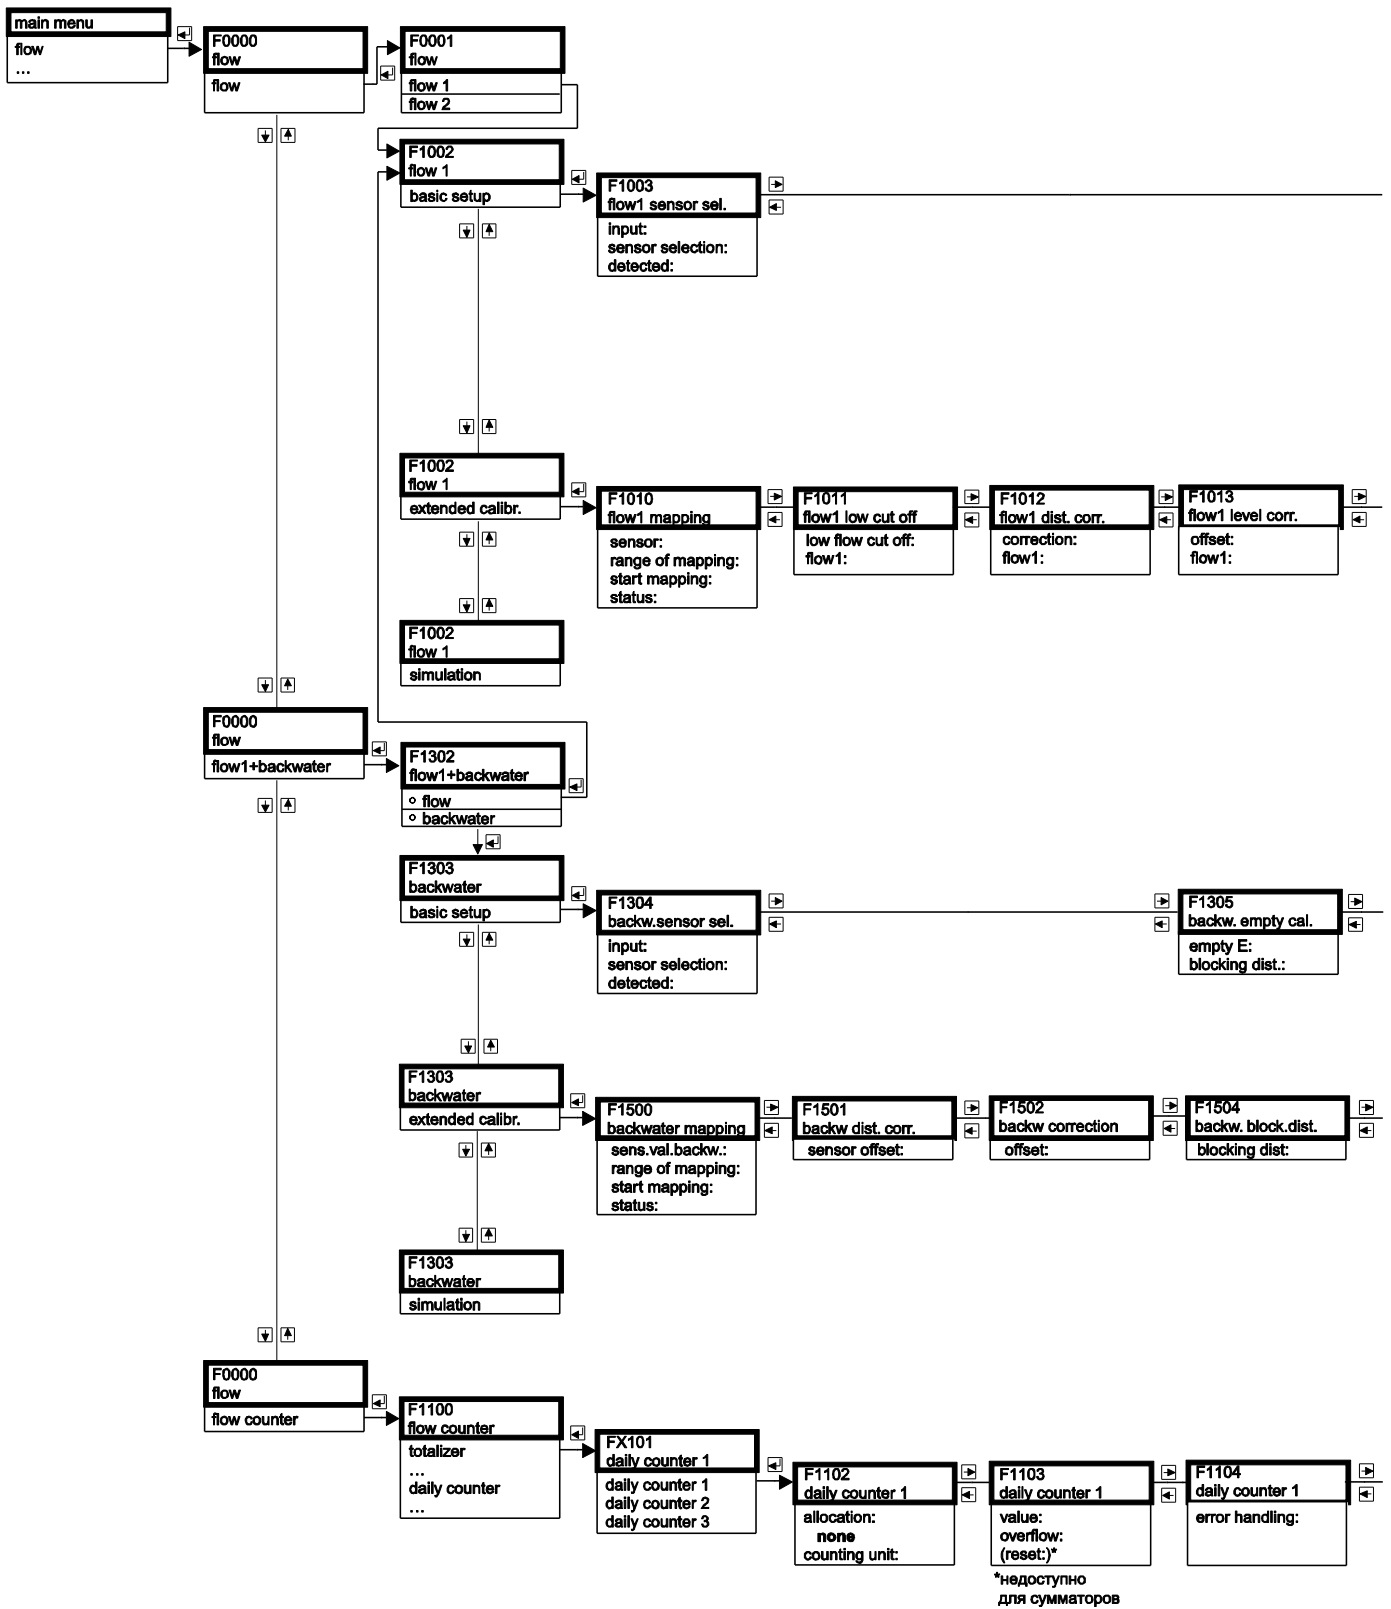 main menu
flow
...
F0000
flow
flow
F0001
flow
flow 1
flow 2
F1002
flow 1
basic setup
F1003
flow1 sensor sel.
input:
sensor selection:
detected:
F1002
flow 1
extended calibr.
F1010
flow1 mapping
sensor:
range of mapping:
start mapping:
status:
F1011
flow1 low cut off
low flow cut off:
flow1:
F1012
flow1 dist. corr.
correction:
flow1:
F1013
flow1 level corr.
offset:
flow1:
F1002
flow 1
simulation
F0000
flow
flow1+backwater
F1302
flow1+backwater
flow
backwater
F1303
backwater
basic setup
F1304
backw.sensor sel.
input:
sensor selection:
detected:
F1305
backw. empty cal.
empty E:
blocking dist.:
F1303
backwater
extended calibr.
F1500
backwater mapping
sens.val.backw.:
range of mapping:
start mapping:
status:
F1501
backw dist. corr.
sensor offset:
F1502
backw correction
offset:
F1504
backw. block.dist.
blocking dist:
F1303
backwater
simulation
F0000
flow
flow counter
F1100
flow counter
totalizer
...
daily counter
...
FX101
daily counter 1
daily counter 1
daily counter 2
daily counter 3
F1102
daily counter 1
allocation:
none
counting unit:
F1103
daily counter 1
value:
overflow:
(reset:)*
F1104
daily counter 1
error handling:
*недоступно
для сумматоров